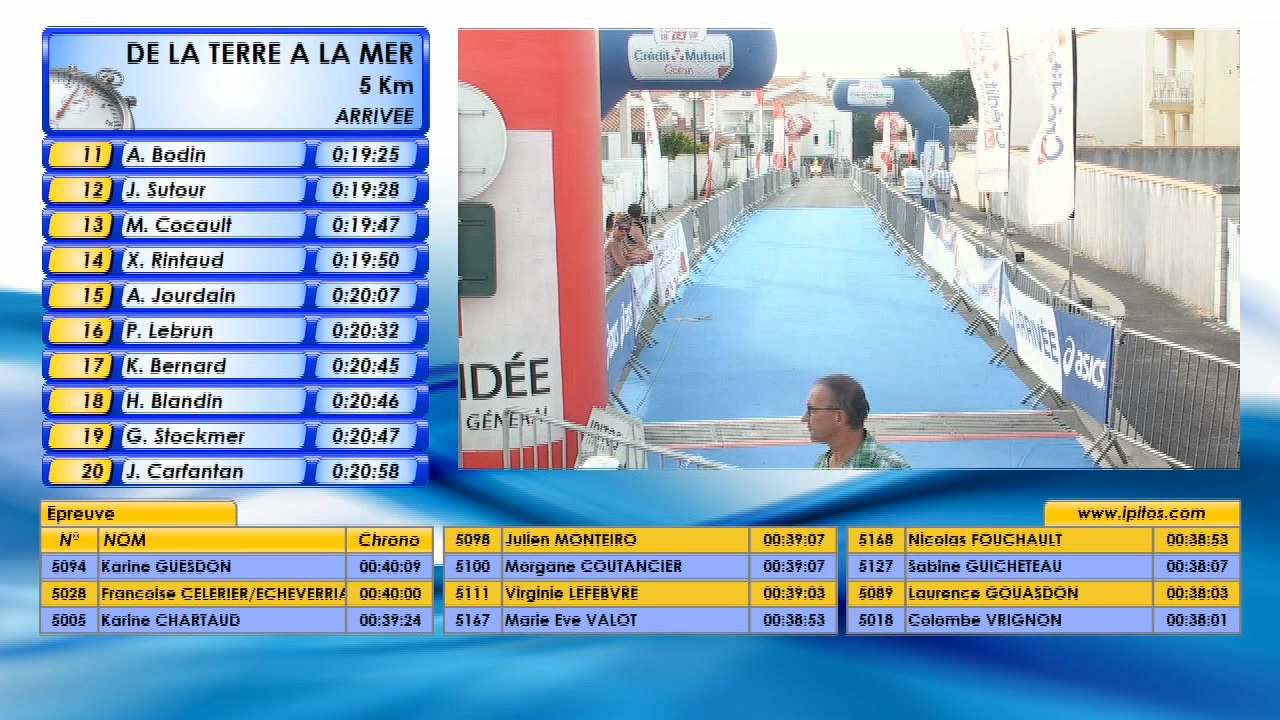 DE LA TERRE A LA MER
5 Km
ARRIVEE
11 A. Bodin 0:19:25
12 J. Sutour 0:19:28
13 M. Cocault 0:19:47
14 X. Rintaud 0:19:50
15 A. Jourdain 0:20:07
16 P. Lebrun 0:20:32
17 K. Bernard 0:20:45
18 H. Blandin 0:20:46
19 G. Stockmer 0:20:47
20 J. Carfantan 0:20:58
Crédit Mutuel
Océan
IDÉE
GÉNÉRAL
ARRIVÉE
asics
Epreuve
www.ipitos.com
N° NOM Chrono
5094 Karine GUESDON 00:40:09
5028 Francoise CELERIER/ECHEVERRIA 00:40:00
5005 Karine CHARTAUD 00:39:24
5098 Julien MONTEIRO 00:39:07
5100 Morgane COUTANCIER 00:39:07
5111 Virginie LEFEBVRE 00:39:03
5167 Marie Eve VALOT 00:38:53
5168 Nicolas FOUCHAULT 00:38:53
5127 Sabine GUICHETEAU 00:38:07
5089 Laurence GOUASDON 00:38:03
5018 Colombe VRIGNON 00:38:01